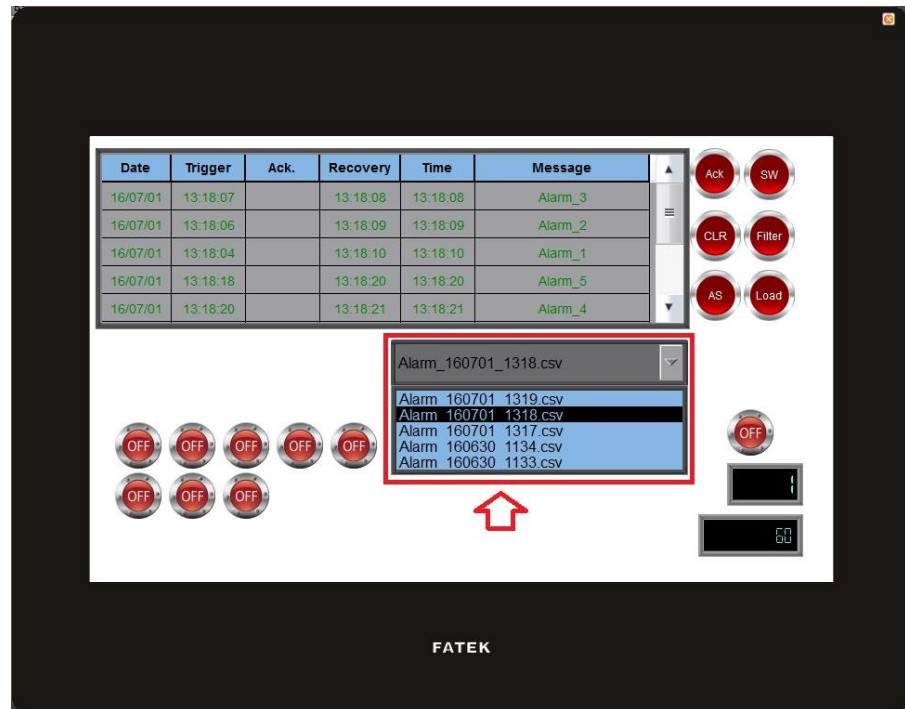 Date Trigger Ack. Recovery Time Message
16/07/01 13:18:07 13:18:08 13:18:08 Alarm_3
16/07/01 13:18:06 13:18:09 13:18:09 Alarm_2
16/07/01 13:18:04 13:18:10 13:18:10 Alarm_1
16/07/01 13:18:18 13:18:20 13:18:20 Alarm_5
16/07/01 13:18:20 13:18:21 13:18:21 Alarm_4
Ack SW
CLR Filter
AS Load
Alarm_160701_1318.csv
Alarm_160701_1319.csv
Alarm_160701_1318.csv
Alarm_160701_1317.csv
Alarm_160630_1134.csv
Alarm_160630_1133.csv
OFF OFF OFF OFF OFF
OFF OFF OFF
OFF
1
60
FATEK